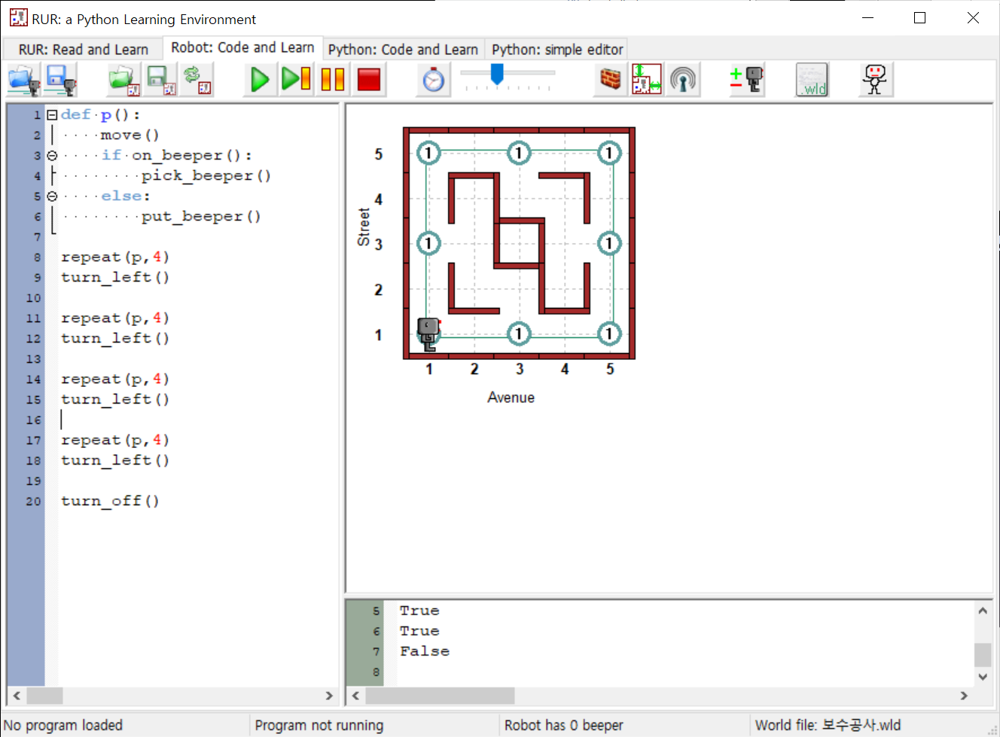 RUR: a Python Learning Environment
RUR: Read and Learn
Robot: Code and Learn
Python: Code and Learn
Python: simple editor
.wld
1 def p():
2 move()
3 if on_beeper():
4 pick_beeper()
5 else:
6 put_beeper()
7
8 repeat(p,4)
9 turn_left()
10
11 repeat(p,4)
12 turn_left()
13
14 repeat(p,4)
15 turn_left()
16
17 repeat(p,4)
18 turn_left()
19
20 turn_off()
Street
5 1 1 1
4
3 1 1
2
1 1 1
1 2 3 4 5
Avenue
5 True
6 True
7 False
8
No program loaded
Program not running
Robot has 0 beeper
World file: 보수공사.wld